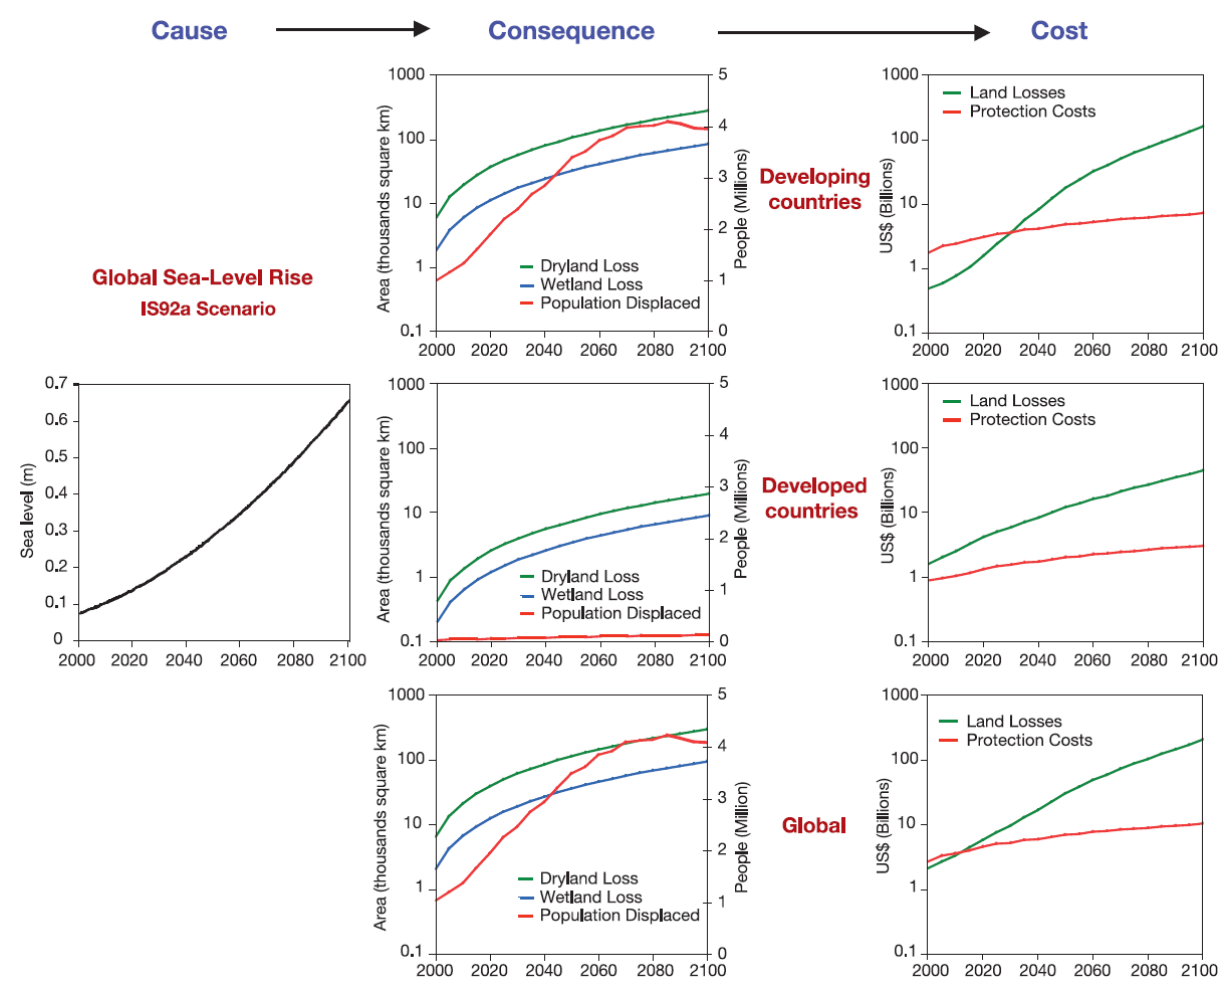 Cause
Consequence
Cost
1000
100
10
1
0.1
Area (thousands square km)
5
4
3
2
1
0
People (Millions)
Dryland Loss
Wetland Loss
Population Displaced
2000 2020 2040 2060 2080 2100
Developing
countries
1000
100
10
1
0.1
US$ (Billions)
Land Losses
Protection Costs
2000 2020 2040 2060 2080 2100
Global Sea-Level Rise
IS92a Scenario
0.7
0.6
0.5
0.4
0.3
0.2
0.1
0
Sea level (m)
2000 2020 2040 2060 2080 2100
1000
100
10
1
0.1
Area (thousands square km)
5
4
3
2
1
0
People (Millions)
Dryland Loss
Wetland Loss
Population Displaced
2000 2020 2040 2060 2080 2100
Developed
countries
1000
100
10
1
0.1
US$ (Billions)
Land Losses
Protection Costs
2000 2020 2040 2060 2080 2100
1000
100
10
1
0.1
Area (thousands square km)
5
4
3
2
1
0
People (Million)
Dryland Loss
Wetland Loss
Population Displaced
2000 2020 2040 2060 2080 2100
Global
1000
100
10
1
0.1
US$ (Billions)
Land Losses
Protection Costs
2000 2020 2040 2060 2080 2100